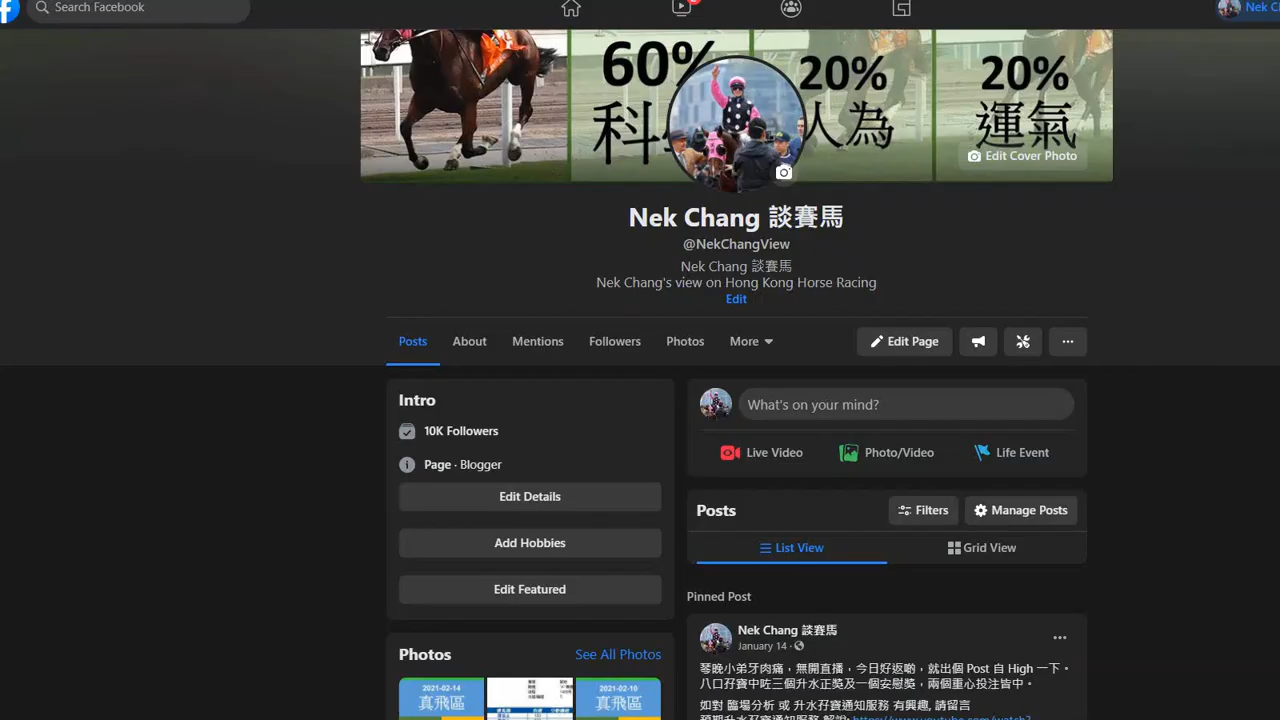 Search Facebook
Nek C
60%
20%
20%
科
人為
運氣
Edit Cover Photo
Nek Chang 談賽馬
@NekChangView
Nek Chang 談賽馬
Nek Chang's view on Hong Kong Horse Racing
Edit
Posts
About
Mentions
Followers
Photos
More
Edit Page
Intro
10K Followers
Page · Blogger
Edit Details
Add Hobbies
Edit Featured
Photos
See All Photos
2021-02-14
真飛區
2021-02-10
真飛區
What's on your mind?
Live Video
Photo/Video
Life Event
Posts
Filters
Manage Posts
List View
Grid View
Pinned Post
Nek Chang 談賽馬
January 14 ·
琴晚小弟牙肉痛，無開直播，今日好返啲，就出個 Post 自 High 一下。
八口孖寶中咗三個升水正獎及一個安慰獎，兩個重心投注皆中。
如對 臨場分析 或 升水孖寶通知服務 有興趣, 請留言